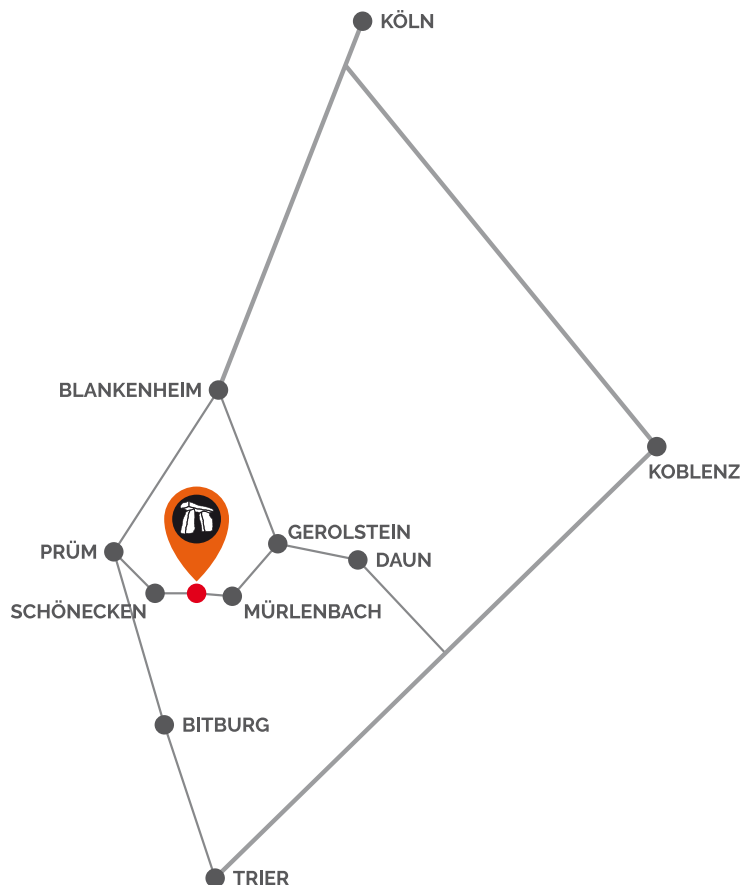 KÖLN
BLANKENHEIM
KOBLENZ
GEROLSTEIN
PRÜM
DAUN
SCHÖNECKEN
MÜRLENBACH
BITBURG
TRIER